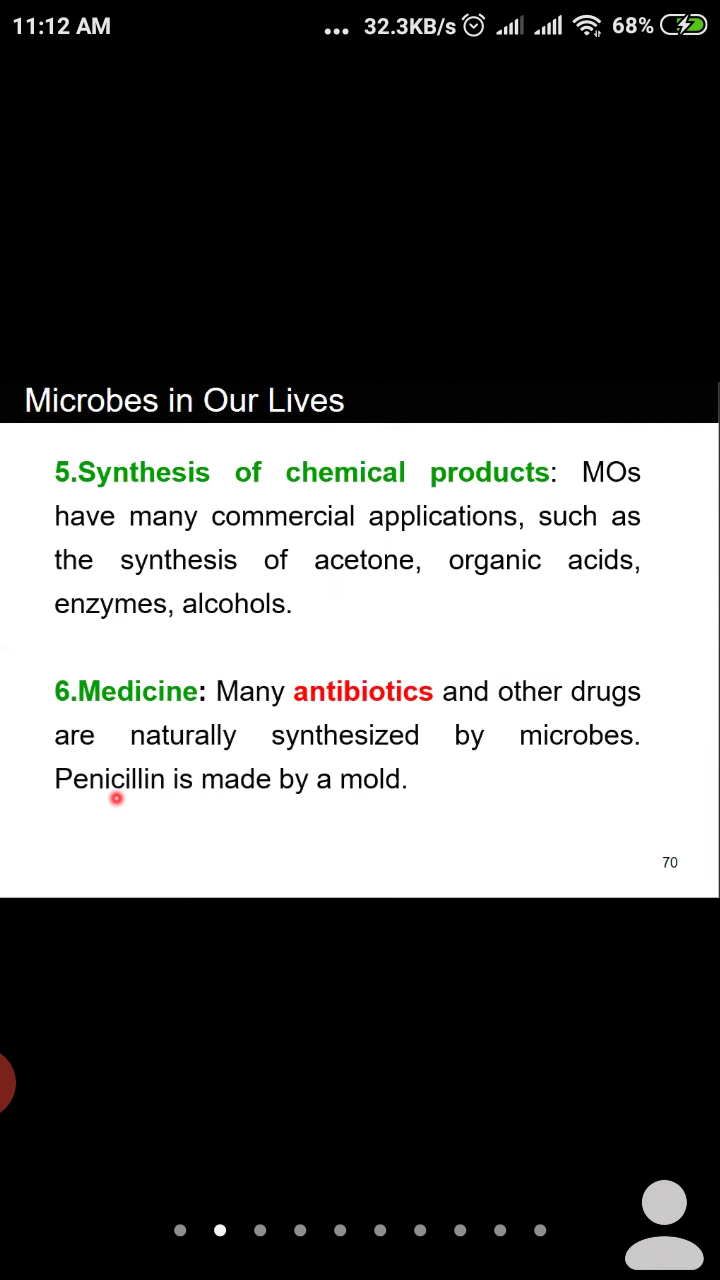 11:12 AM ... 32.3KB/s 68%
Microbes in Our Lives
5.Synthesis of chemical products: MOs
have many commercial applications, such as
the synthesis of acetone, organic acids,
enzymes, alcohols.
6.Medicine: Many antibiotics and other drugs
are naturally synthesized by microbes.
Penicillin is made by a mold.
70